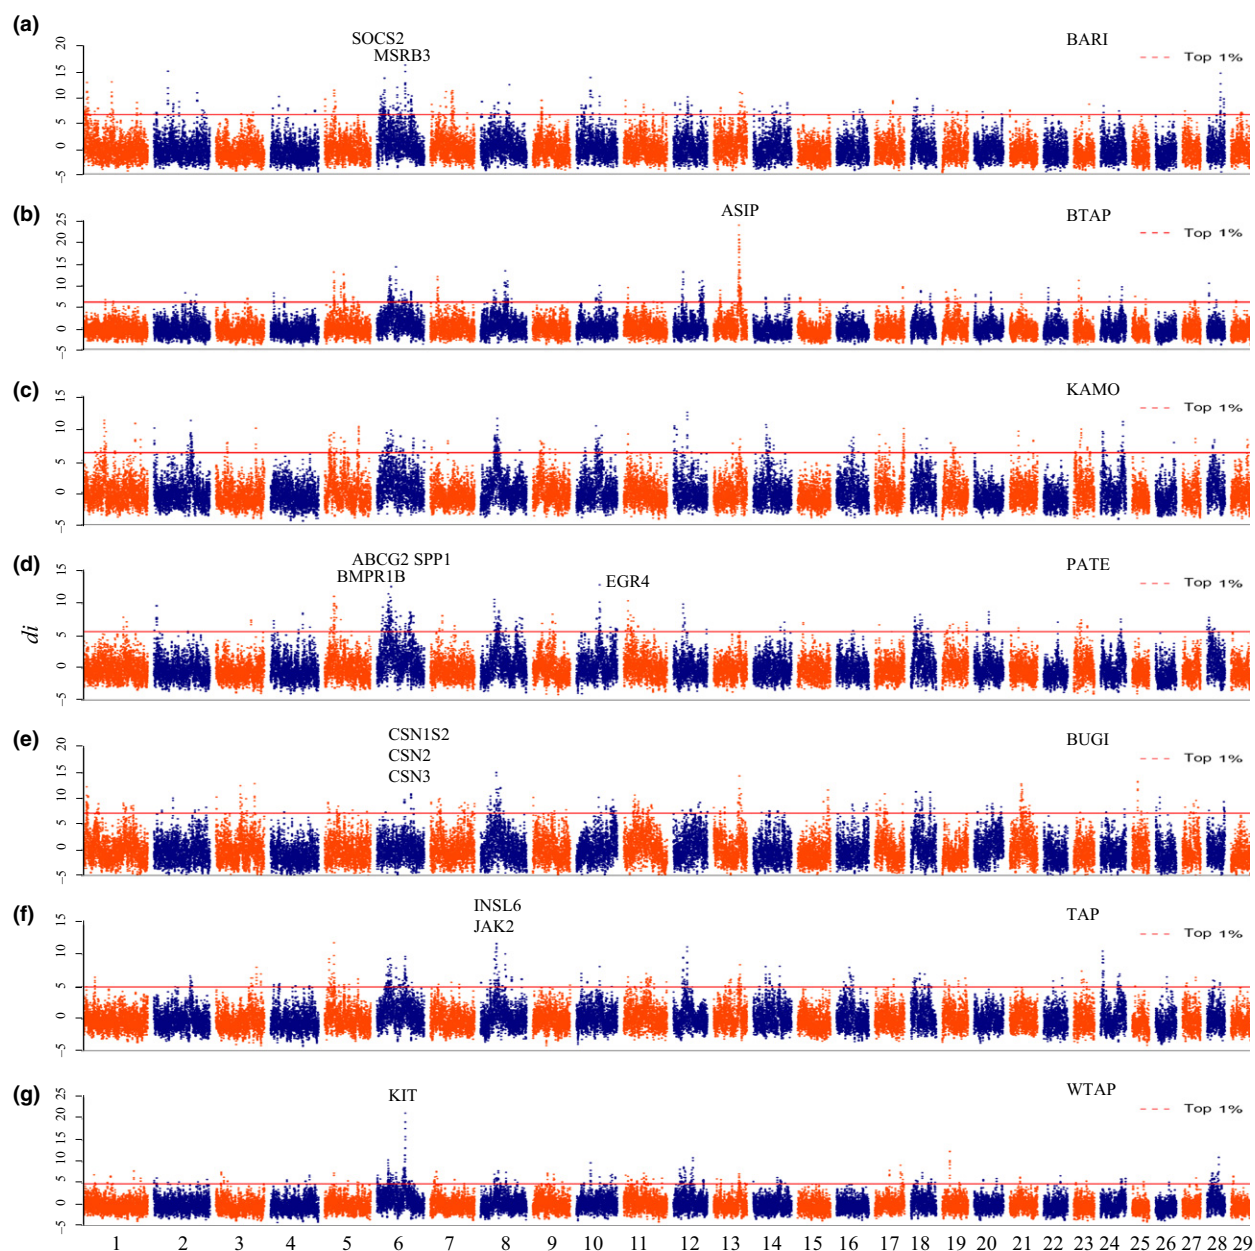 (a)
SOCS2
MSRB3
BARI
Top 1%
20
15
10
5
0
−5
(b)
ASIP
BTAP
Top 1%
25
20
15
10
5
0
−5
(c)
KAMO
Top 1%
15
10
5
0
−5
(d)
ABCG2 SPP1
BMPR1B
EGR4
PATE
Top 1%
15
10
5
0
−5
di
(e)
CSN1S2
CSN2
CSN3
BUGI
Top 1%
20
15
10
5
0
−5
(f)
INSL6
JAK2
TAP
Top 1%
15
10
5
0
−5
(g)
KIT
WTAP
Top 1%
25
20
15
10
5
0
−5
1 2 3 4 5 6 7 8 9 10 11 12 13 14 15 16 17 18 19 20 21 22 23 24 25 26 27 28 29